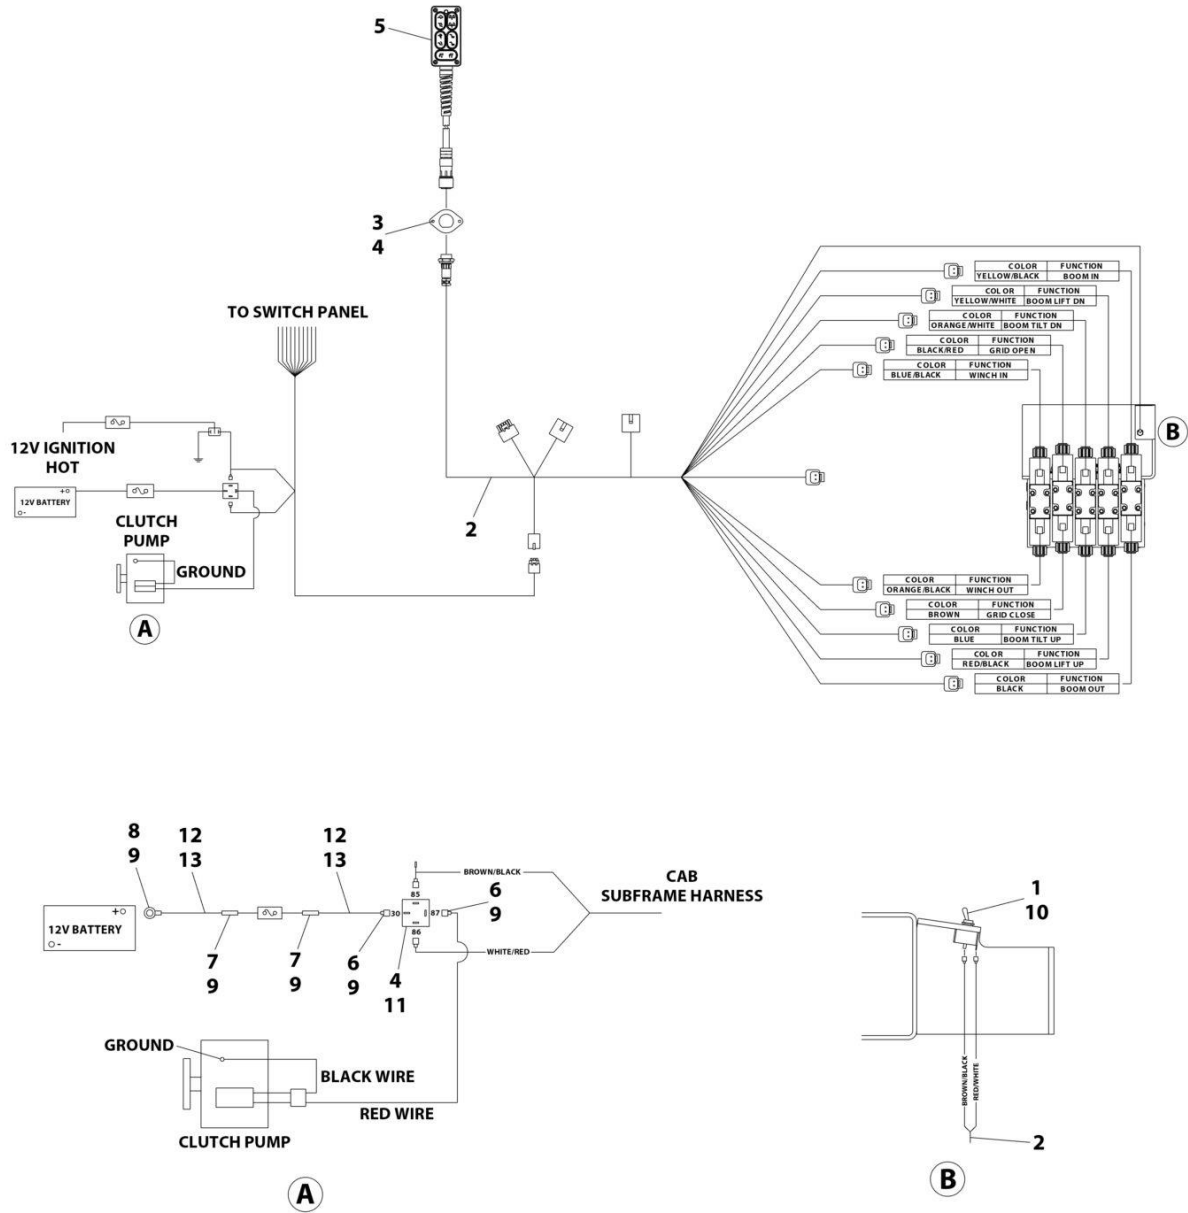 5
3
4
TO SWITCH PANEL
COLOR FUNCTION
YELLOW/BLACK BOOM IN
COLOR FUNCTION
YELLOW/WHITE BOOM LIFT DN
COLOR FUNCTION
ORANGE/WHITE BOOM TILT DN
COLOR FUNCTION
BLACK/RED GRID OPEN
COLOR FUNCTION
BLUE/BLACK WINCH IN
B
12V IGNITION
HOT
+
12V BATTERY
-
CLUTCH
PUMP
GROUND
A
2
COLOR FUNCTION
ORANGE/BLACK WINCH OUT
COLOR FUNCTION
BROWN GRID CLOSE
COLOR FUNCTION
BLUE BOOM TILT UP
COLOR FUNCTION
RED/BLACK BOOM LIFT UP
COLOR FUNCTION
BLACK BOOM OUT
8
9
12
13
12
13
BROWN/BLACK
CAB
SUBFRAME HARNESS
6
9
85
30
87
86
+
12V BATTERY
-
WHITE/RED
7
9
7
9
6
9
4
11
GROUND
BLACK WIRE
RED WIRE
CLUTCH PUMP
A
1
10
BROWN/BLACK
RED/WHITE
2
B